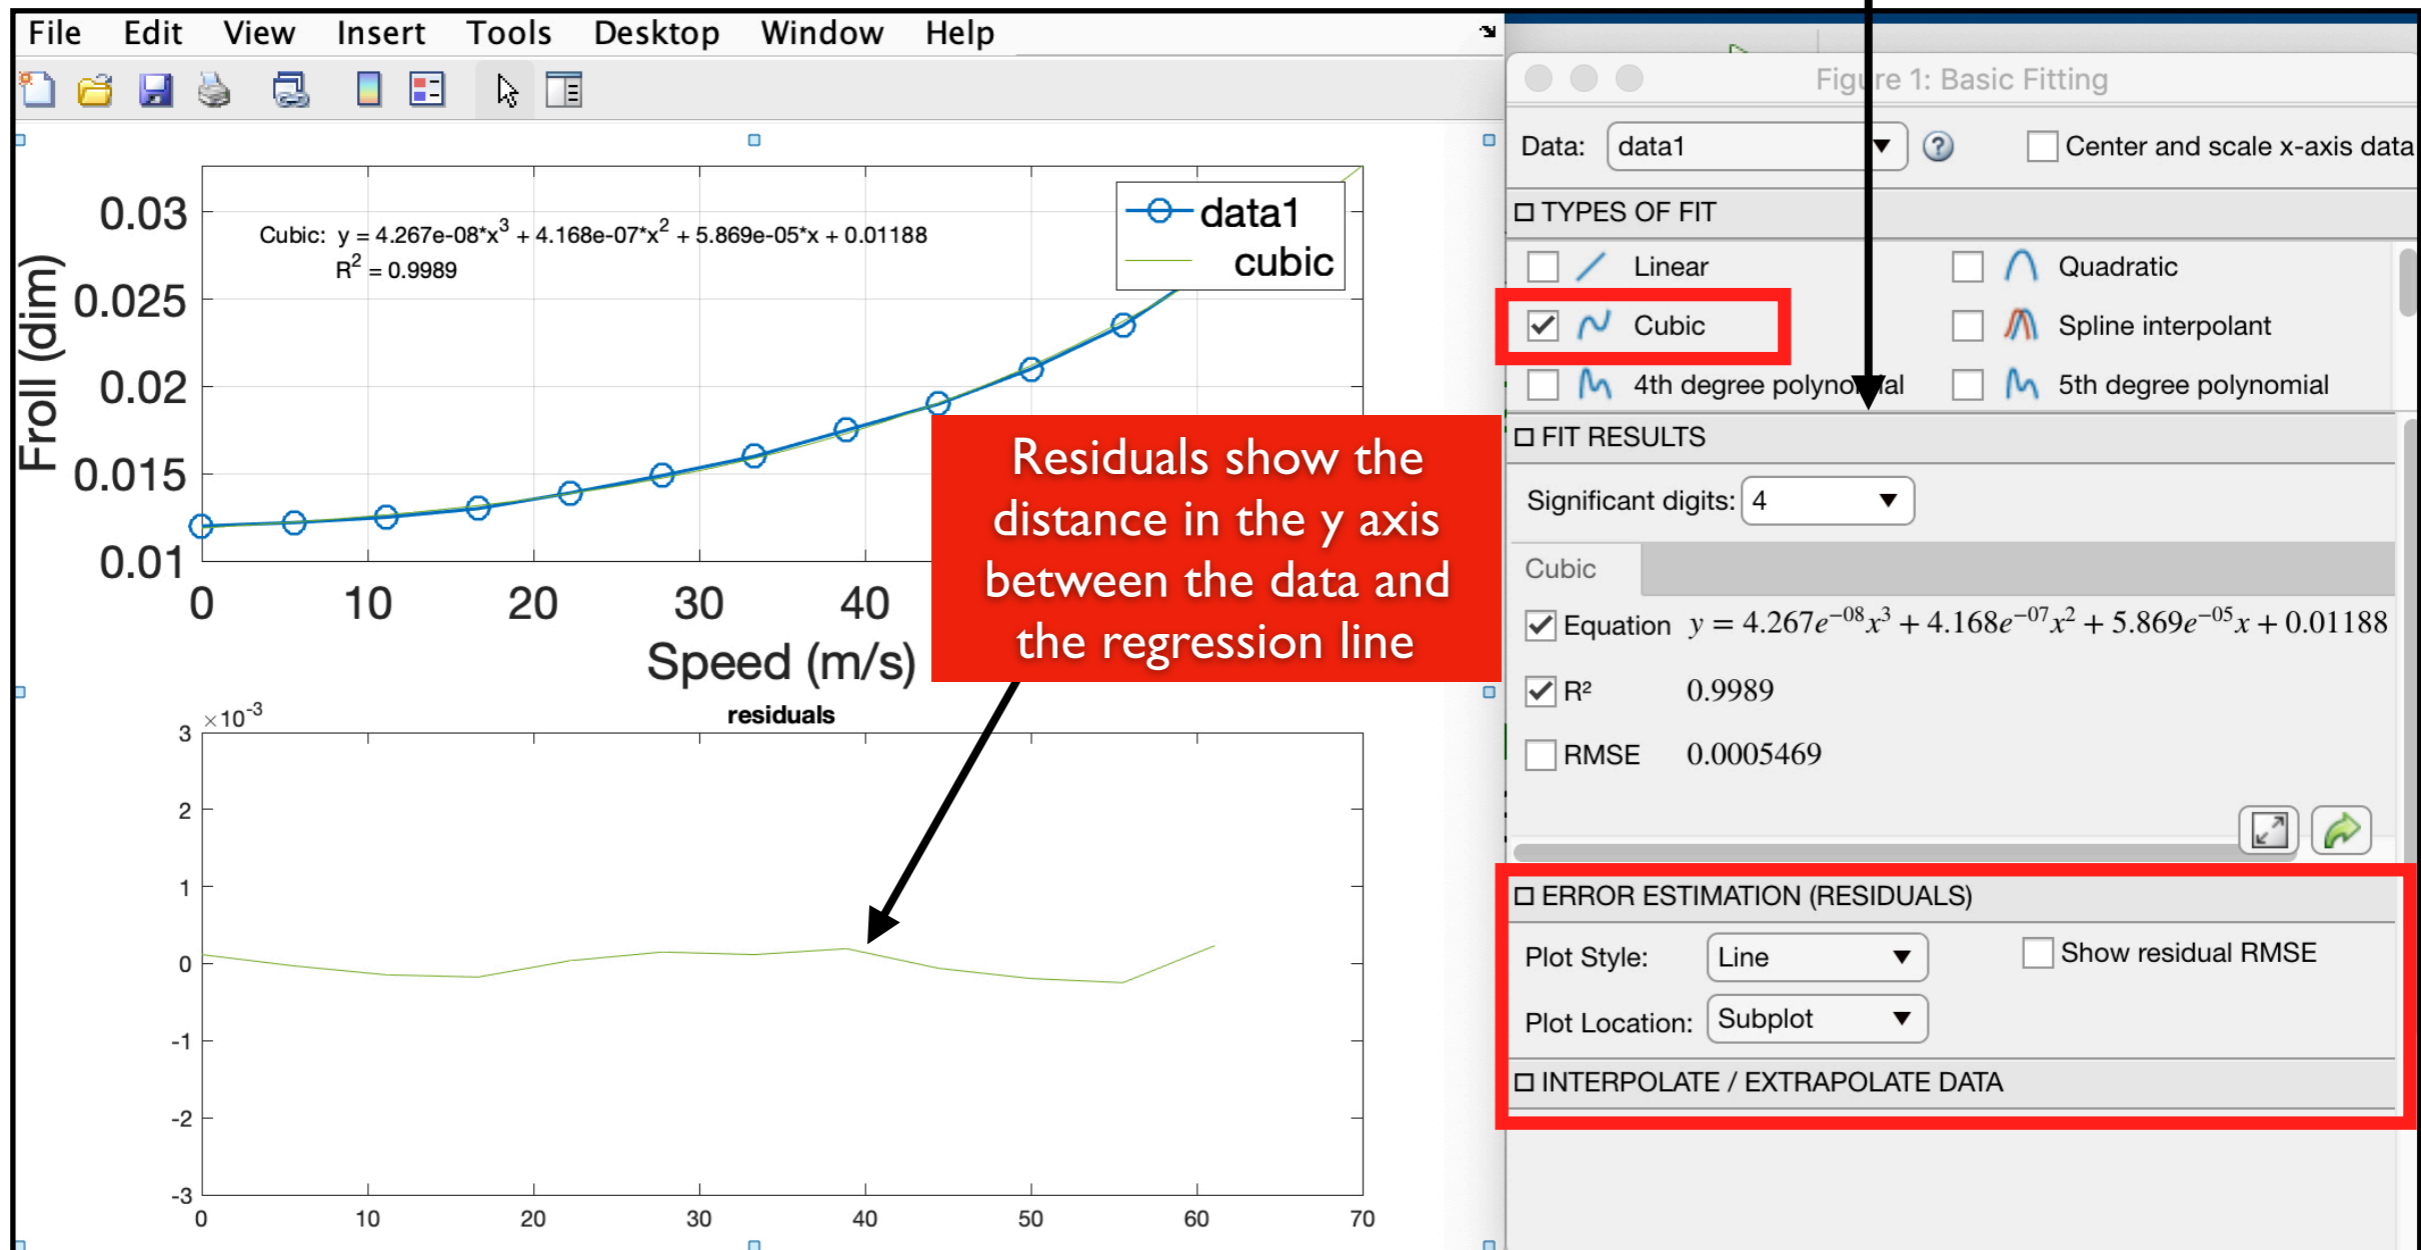 File Edit View Insert Tools Desktop Window Help
0.03
0.025
0.02
0.015
0.01
Froll (dim)
Cubic: y = 4.267e-08*x³ + 4.168e-07*x² + 5.869e-05*x + 0.01188
R² = 0.9989
data1
cubic
0 10 20 30 40
Speed (m/s)
Residuals show the
distance in the y axis
between the data and
the regression line
×10⁻³
residuals
3
2
1
0
-1
-2
-3
0 10 20 30 40 50 60 70
Figure 1: Basic Fitting
Data: data1 ? Center and scale x-axis data
TYPES OF FIT
Linear Quadratic
Cubic Spline interpolant
4th degree polynomial 5th degree polynomial
FIT RESULTS
Significant digits: 4
Cubic
Equation y = 4.267e⁻⁰⁸x³ + 4.168e⁻⁰⁷x² + 5.869e⁻⁰⁵x + 0.01188
R² 0.9989
RMSE 0.0005469
ERROR ESTIMATION (RESIDUALS)
Plot Style: Line Show residual RMSE
Plot Location: Subplot
INTERPOLATE / EXTRAPOLATE DATA